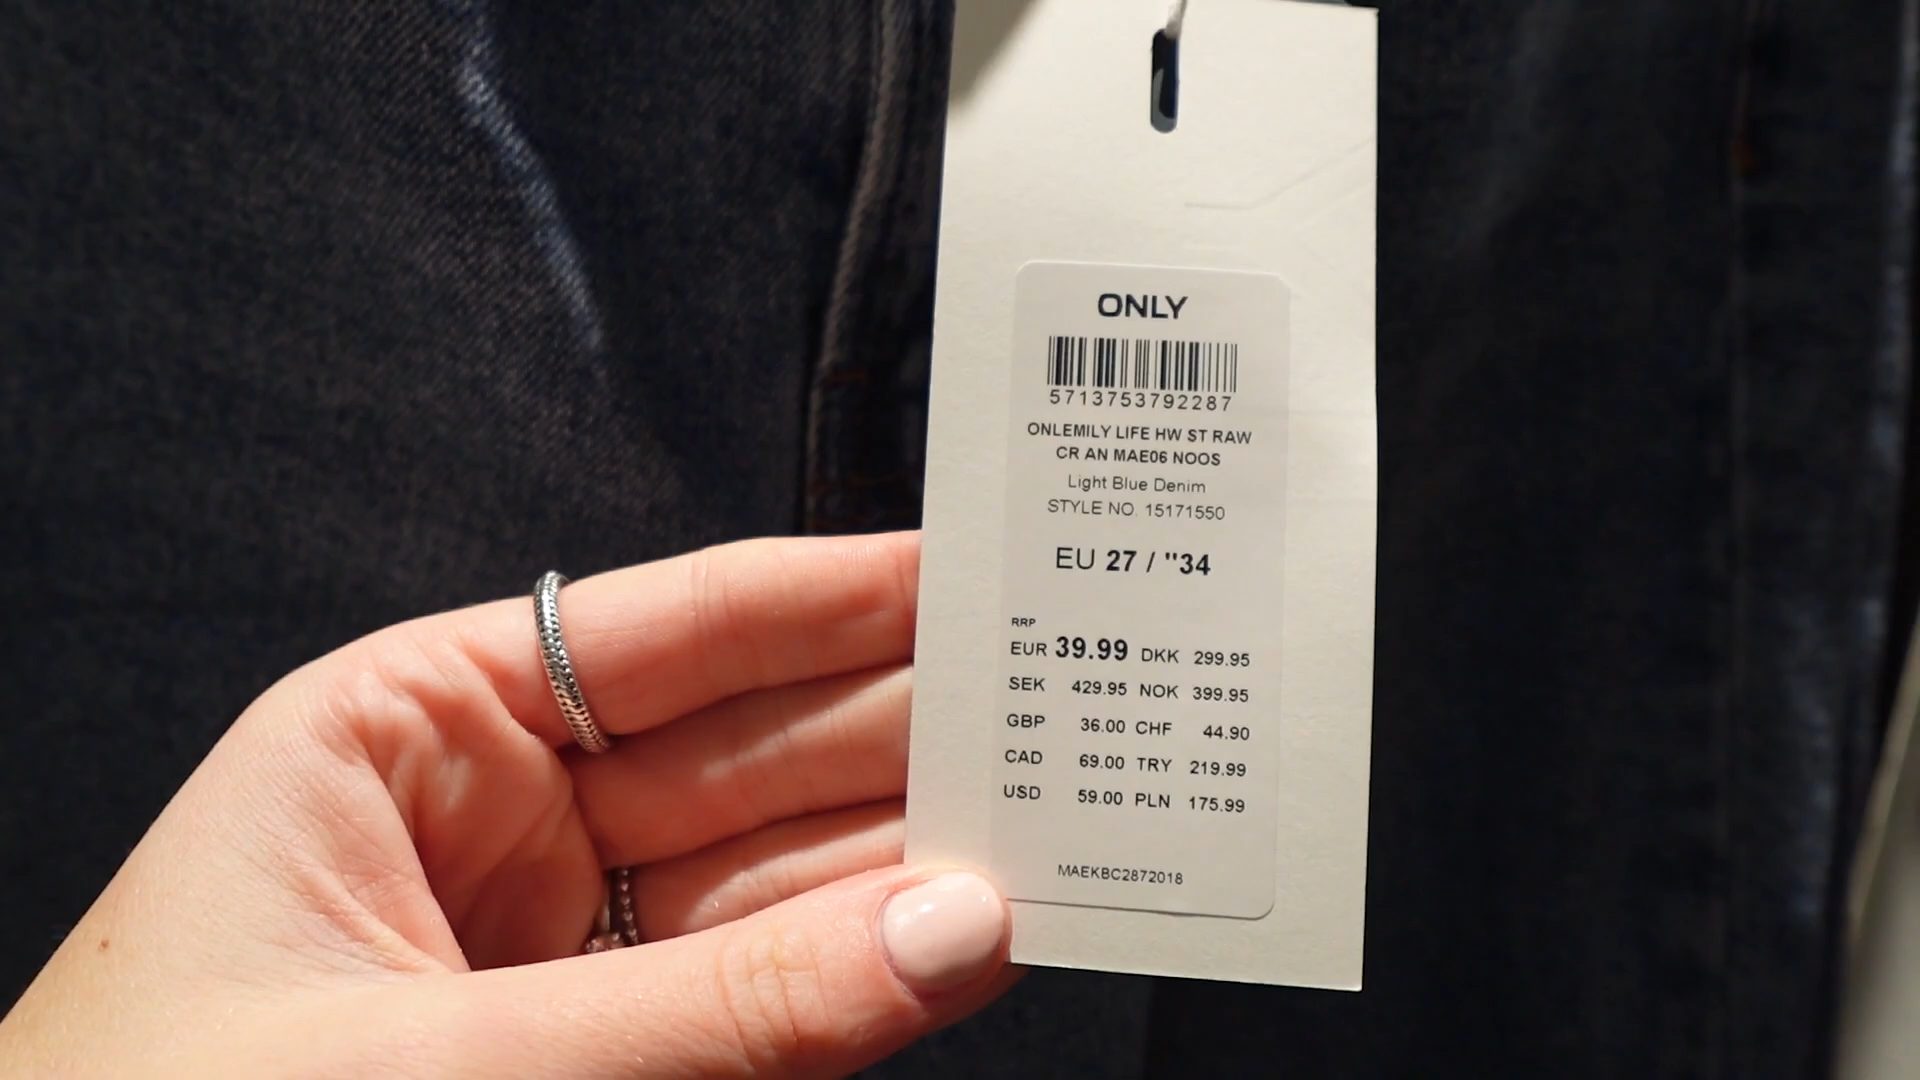 ONLY
5713753792287
ONLEMILY LIFE HW ST RAW
CR AN MAE06 NOOS
Light Blue Denim
STYLE NO. 15171550
EU 27 / "34
RRP
EUR 39.99 DKK 299.95
SEK 429.95 NOK 399.95
GBP 36.00 CHF 44.90
CAD 69.00 TRY 219.99
USD 59.00 PLN 175.99
MAEKBC2872018